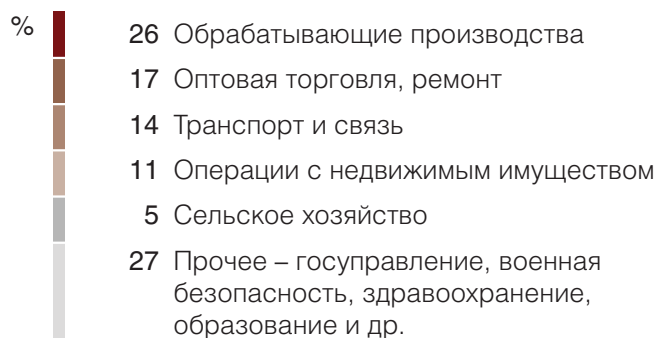 %
26 Обрабатывающие производства
17 Оптовая торговля, ремонт
14 Транспорт и связь
11 Операции с недвижимым имуществом
5 Сельское хозяйство
27 Прочее – госуправление, военная
безопасность, здравоохранение,
образование и др.